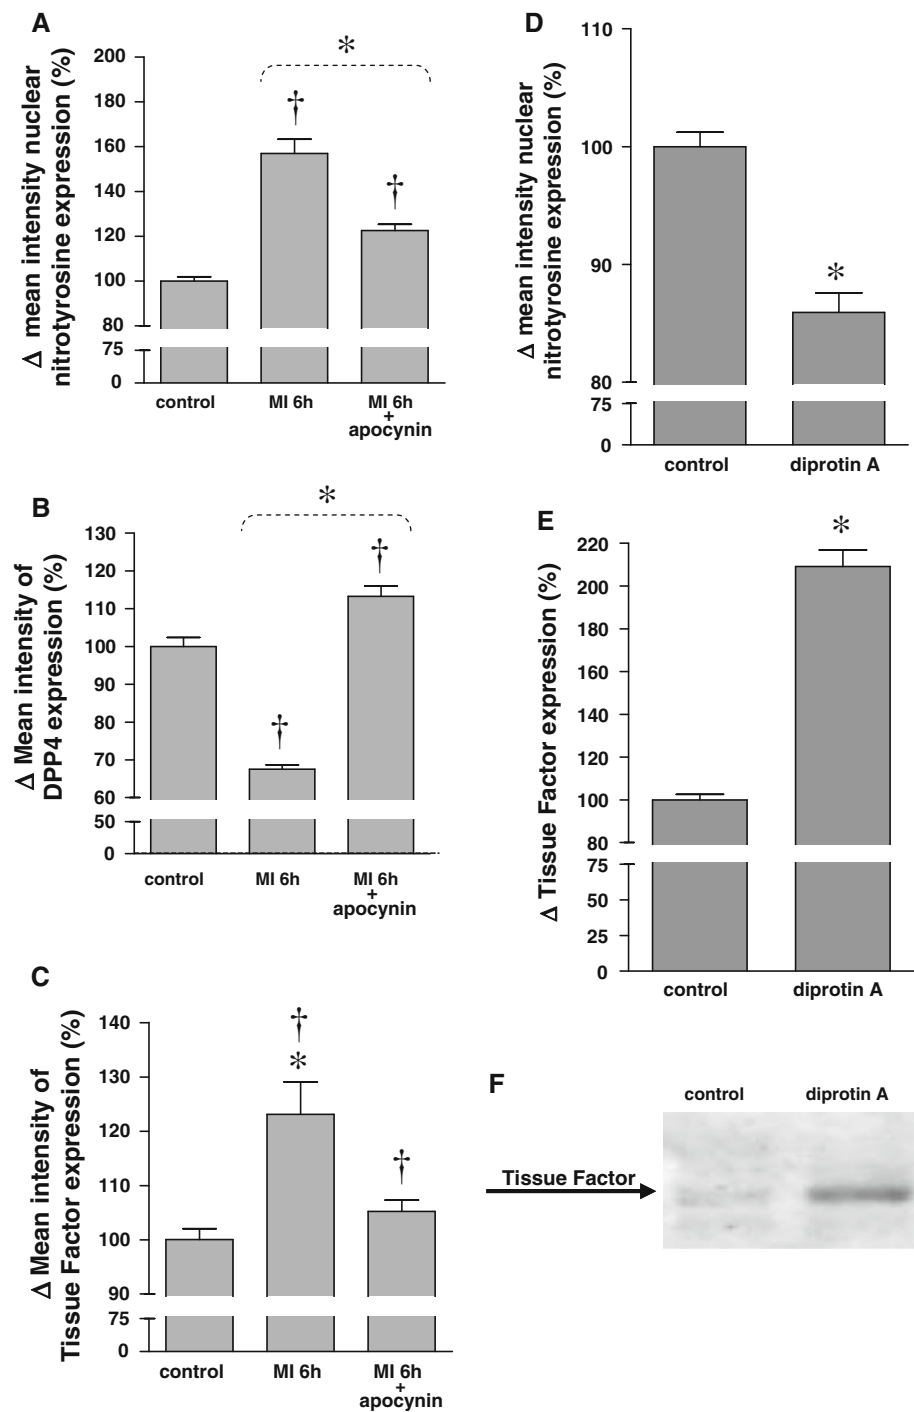 A
Δ mean intensity nuclear
nitrotyrosine expression (%)
200
180
160
140
120
100
80
75
0
*
†
†
control
MI 6h
MI 6h
+
apocynin
B
Δ Mean intensity of
DPP4 expression (%)
130
120
110
100
90
80
70
60
50
0
*
†
†
control
MI 6h
MI 6h
+
apocynin
C
Δ Mean intensity of
Tissue Factor expression (%)
140
130
120
110
100
90
75
0
†
*
†
control
MI 6h
MI 6h
+
apocynin
D
Δ mean intensity nuclear
nitrotyrosine expression (%)
110
100
90
80
75
0
*
control
diprotin A
E
Δ Tissue Factor expression (%)
220
200
180
160
140
120
100
80
75
50
25
0
*
control
diprotin A
F
control
diprotin A
Tissue Factor